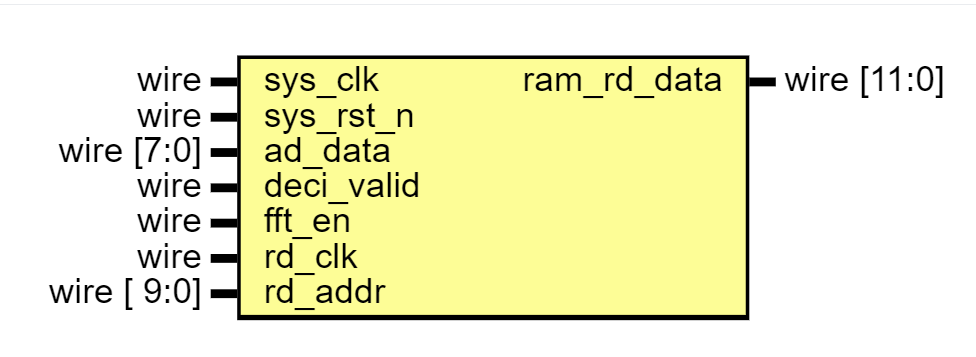 wire sys_clk ram_rd_data wire [11:0]
wire sys_rst_n
wire [7:0] ad_data
wire deci_valid
wire fft_en
wire rd_clk
wire [ 9:0] rd_addr